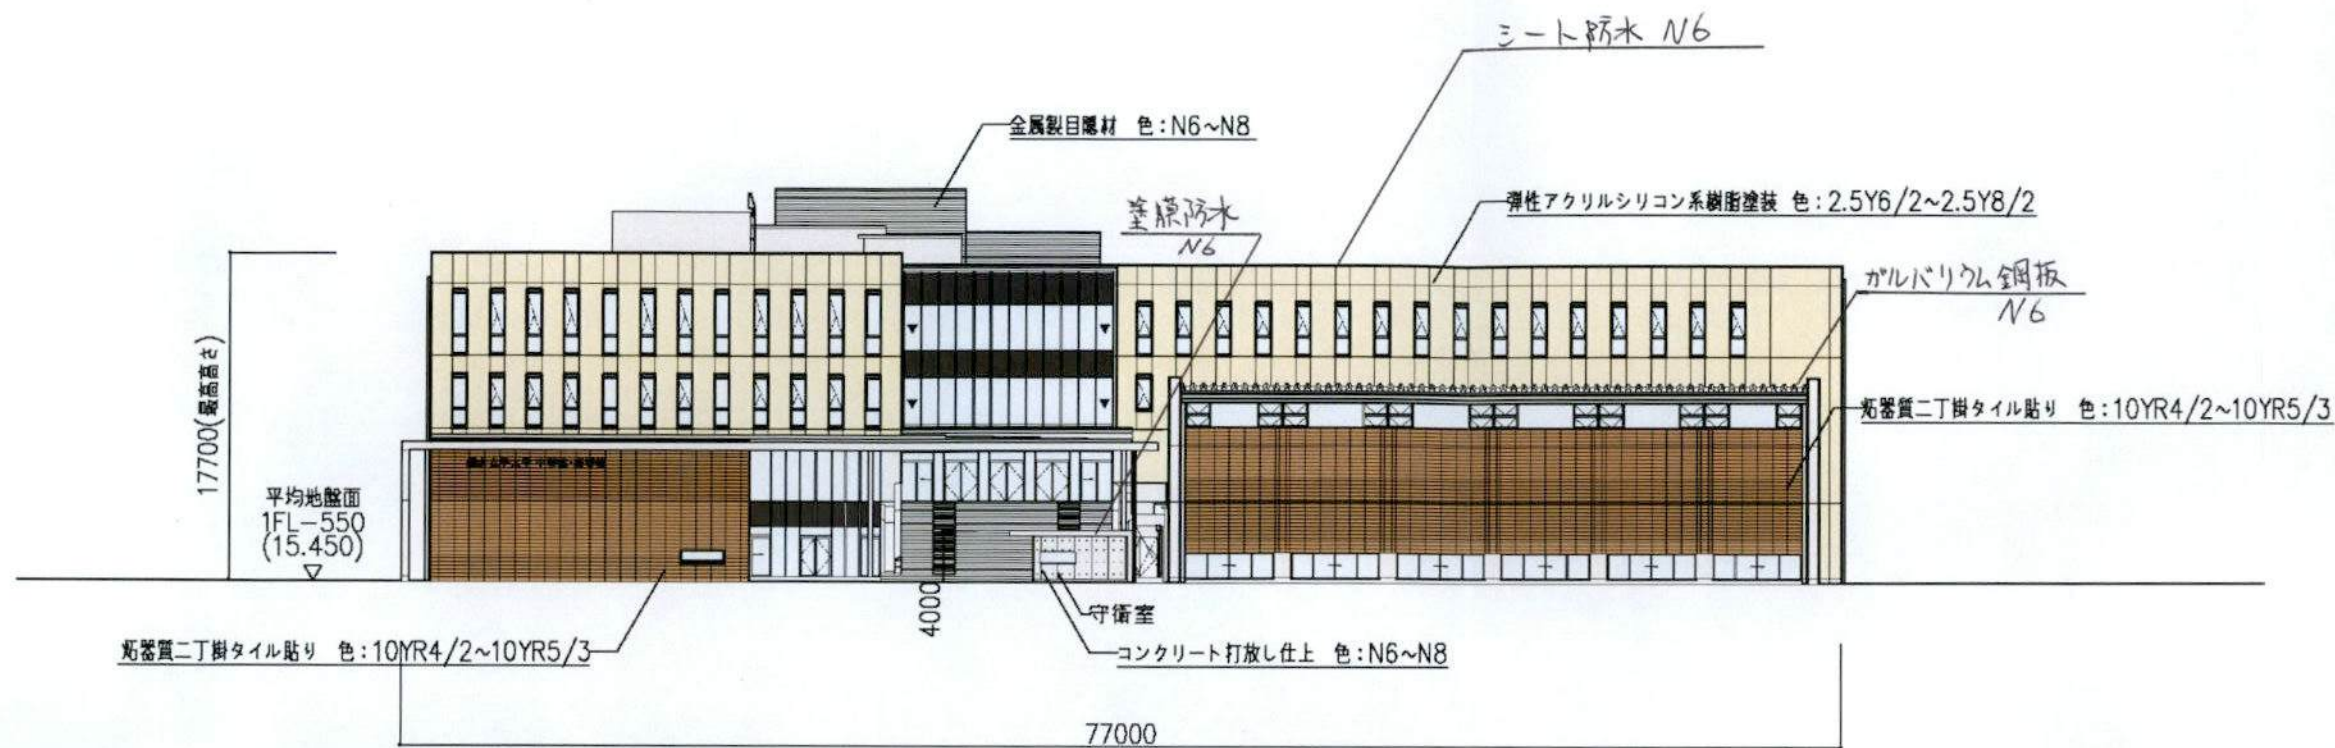 シート防水 N6
金属製目隠材 色:N6~N8
塗膜防水
N6
弾性アクリルシリコン系樹脂塗装 色:2.5Y6/2~2.5Y8/2
ガルバリウム鋼板
N6
17700(最高高さ)
炻器質二丁掛タイル貼り 色:10YR4/2~10YR5/3
平均地盤面
1FL-550
(15.450)
4000
守衛室
炻器質二丁掛タイル貼り 色:10YR4/2~10YR5/3
コンクリート打放し仕上 色:N6~N8
77000